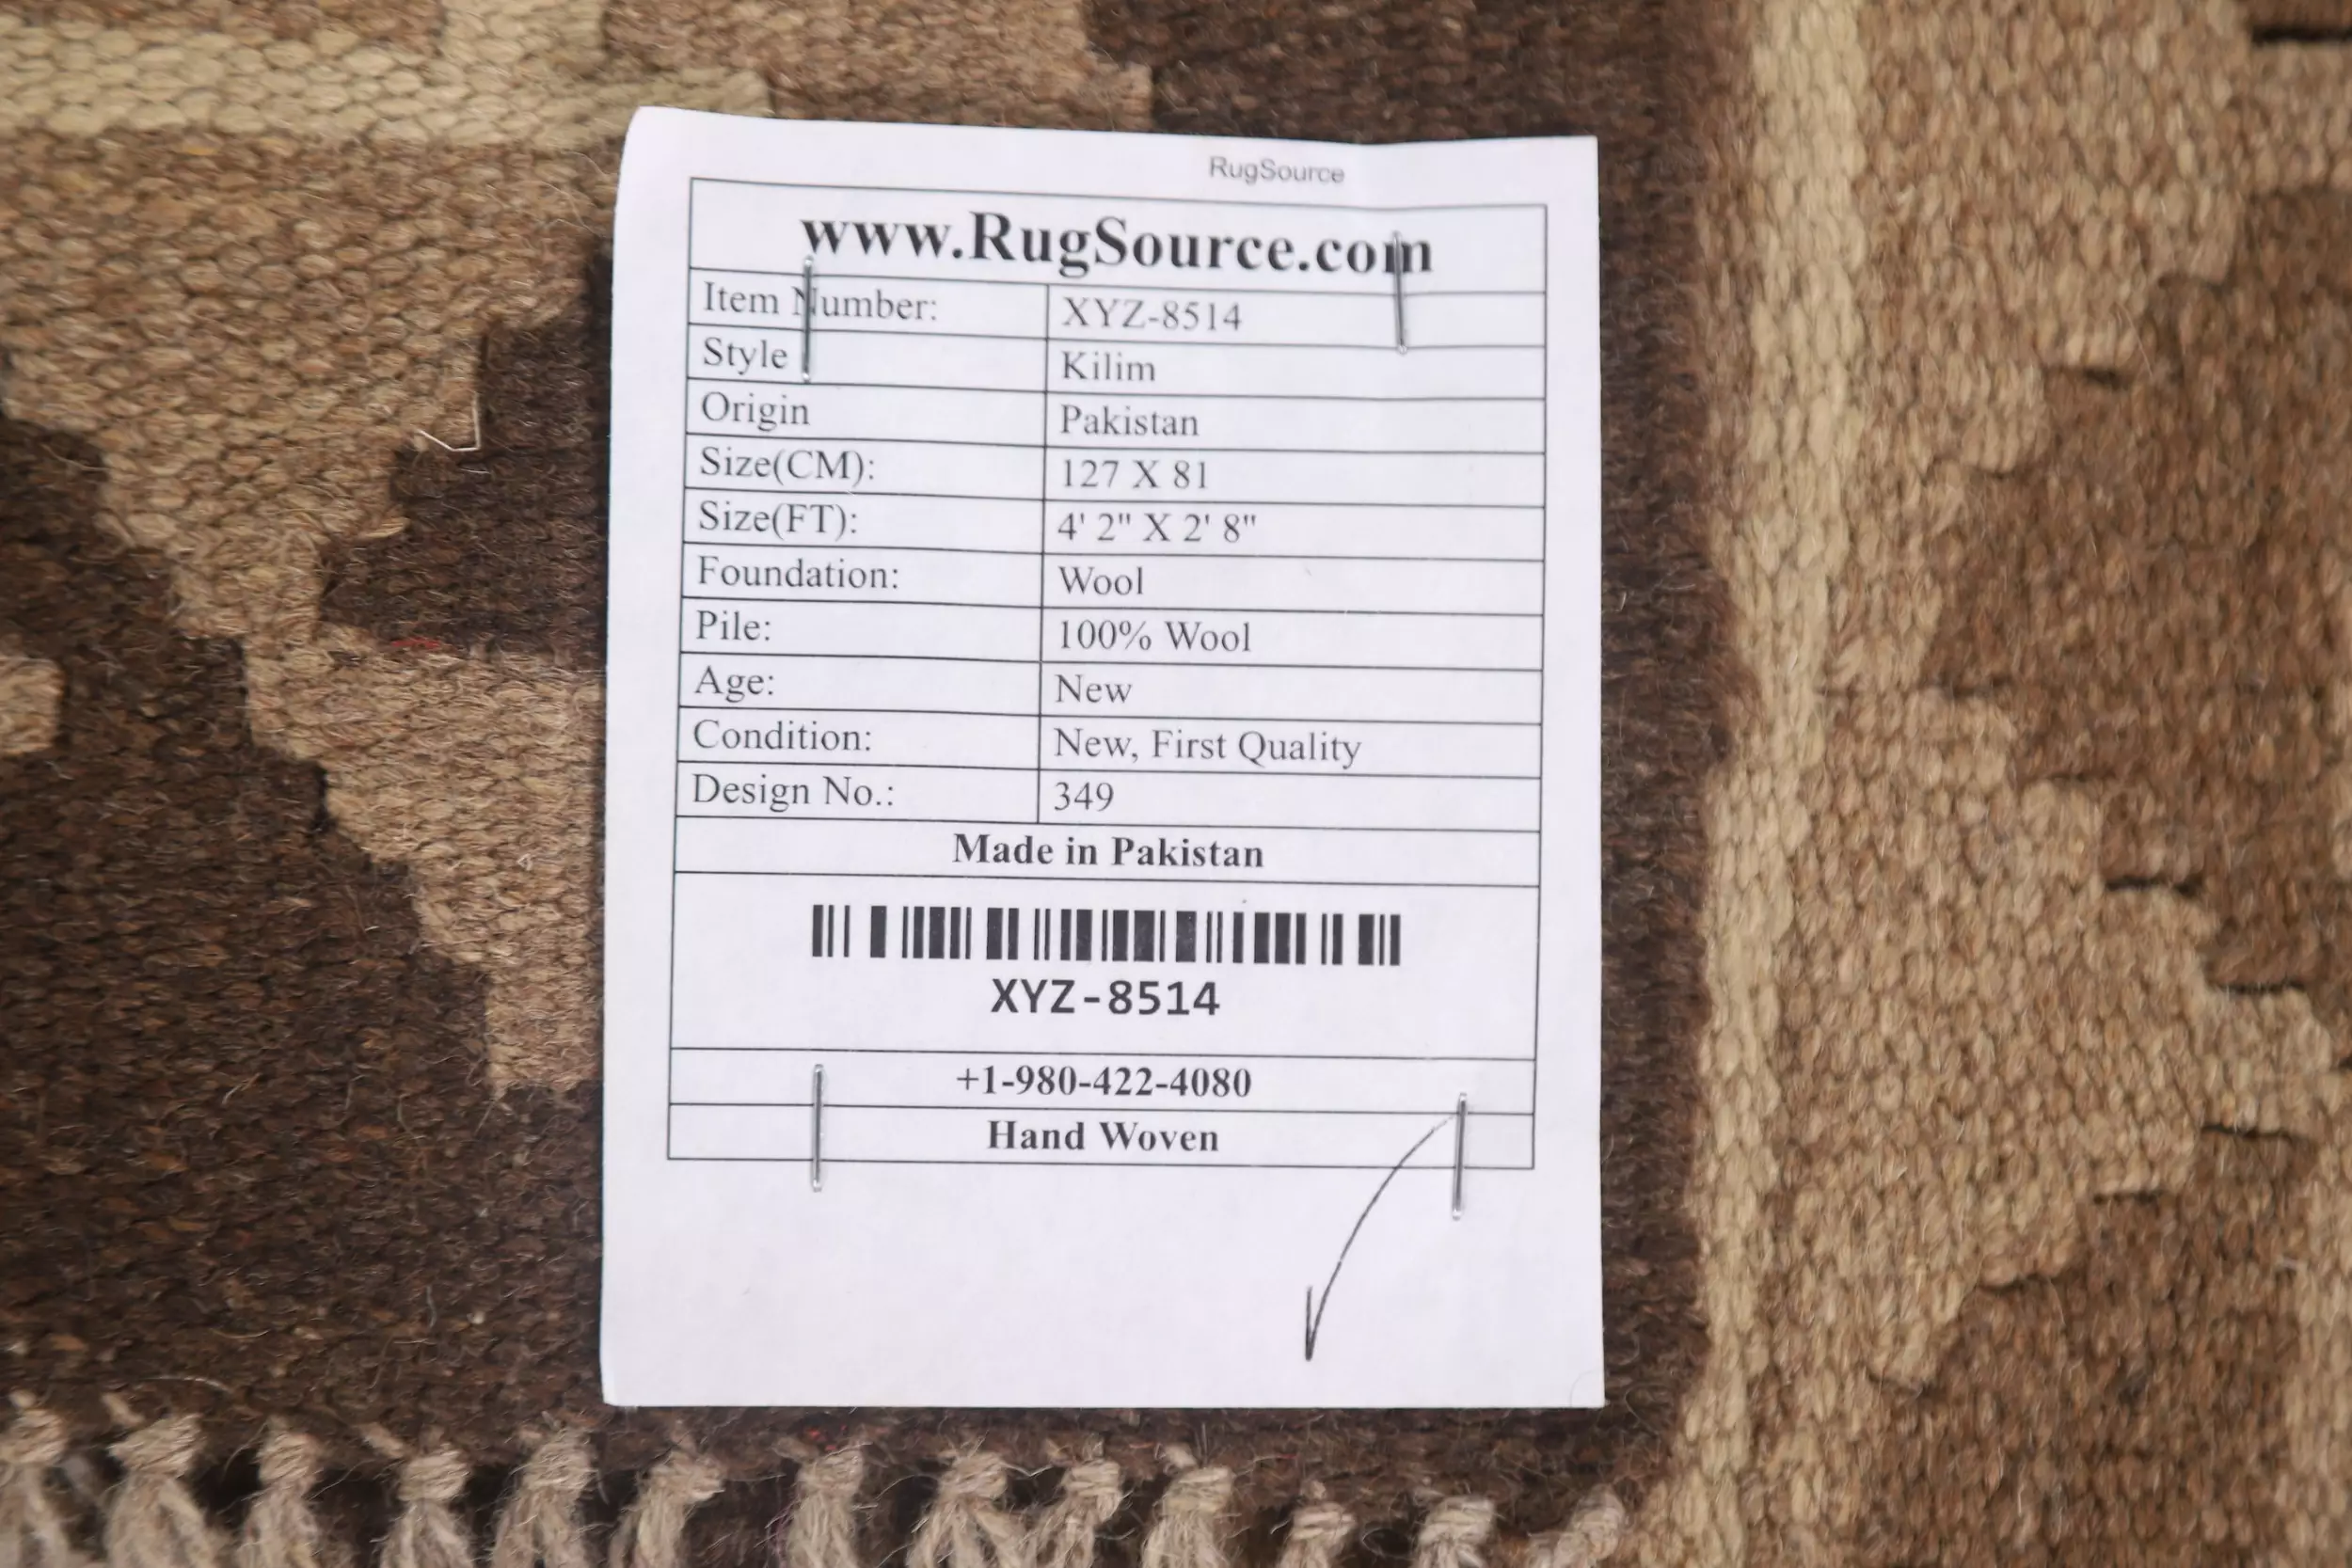 RugSource
www.RugSource.com
Item Number: XYZ-8514
Style Kilim
Origin Pakistan
Size(CM): 127 X 81
Size(FT): 4' 2" X 2' 8"
Foundation: Wool
Pile: 100% Wool
Age: New
Condition: New, First Quality
Design No.: 349
Made in Pakistan
XYZ-8514
+1-980-422-4080
Hand Woven